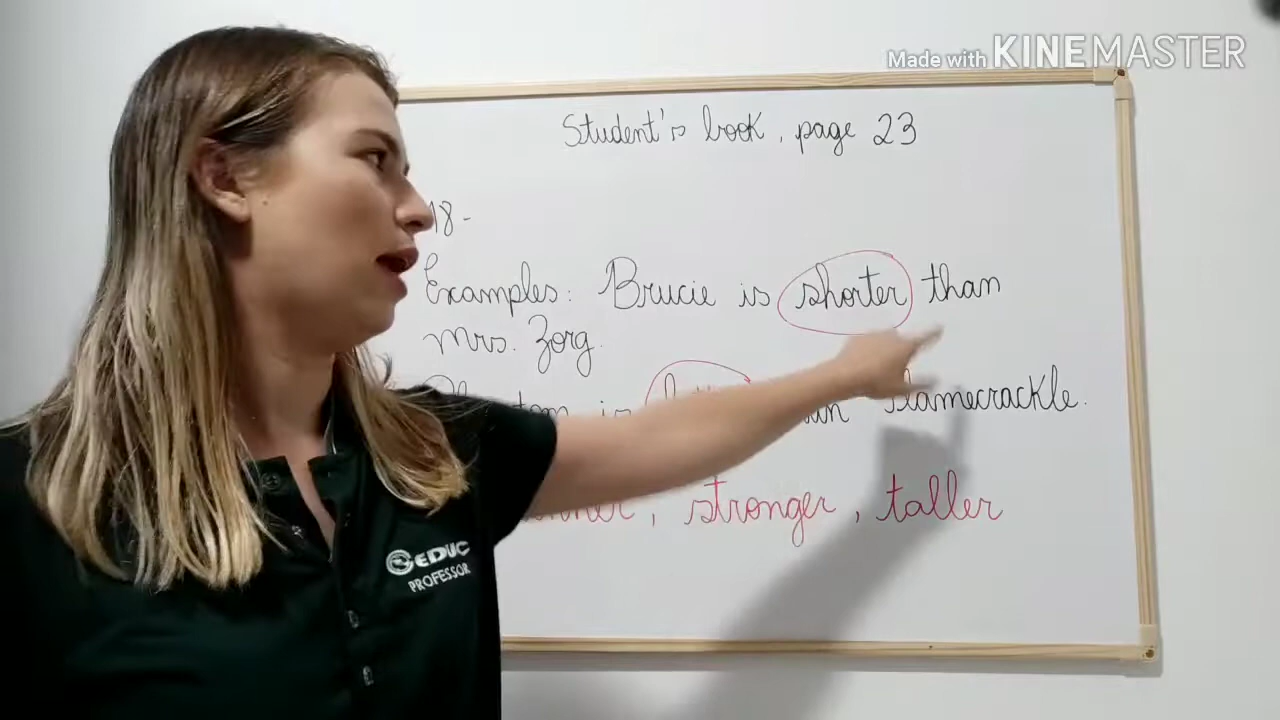 Made with KINEMASTER
Student's book, page 23
18-
Examples: Brucie is shorter than
Mrs. Zorg.
is Flamecrackle.
, stronger, taller
EDUC
PROFESSOR